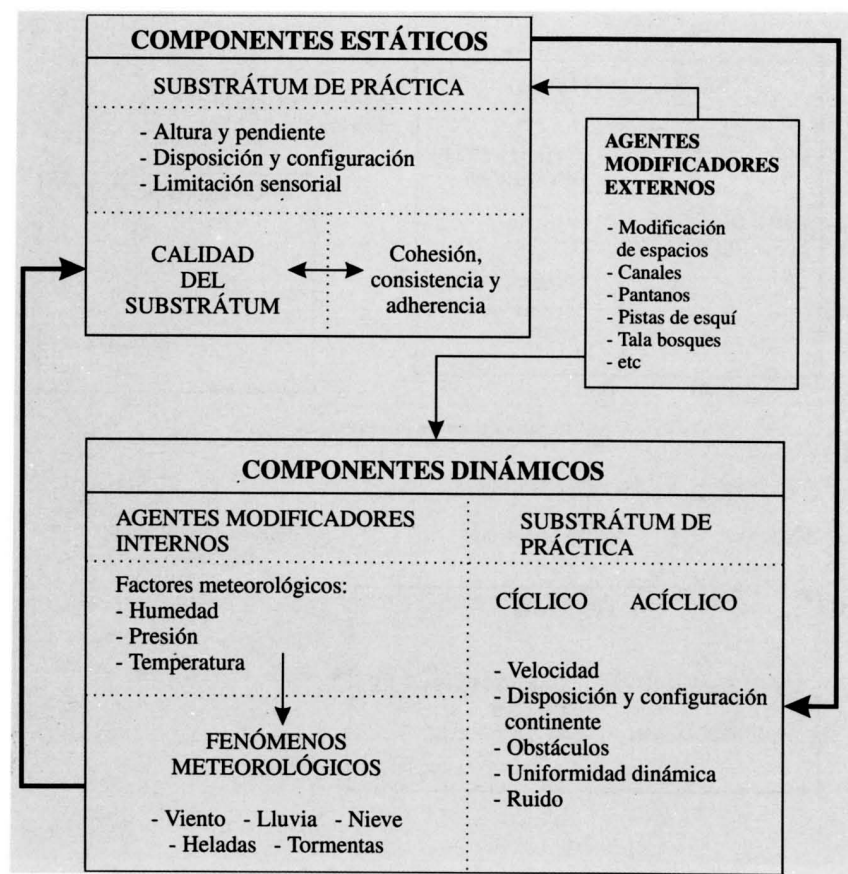 COMPONENTES ESTÁTICOS
SUBSTRÁTUM DE PRÁCTICA
- Altura y pendiente
- Disposición y configuración
- Limitación sensorial
CALIDAD
DEL
SUBSTRÁTUM
Cohesión,
consistencia y
adherencia
AGENTES
MODIFICADORES
EXTERNOS
- Modificación
de espacios
- Canales
- Pantanos
- Pistas de esquí
- Tala bosques
- etc
COMPONENTES DINÁMICOS
AGENTES MODIFICADORES
INTERNOS
Factores meteorológicos:
- Humedad
- Presión
- Temperatura
FENÓMENOS
METEOROLÓGICOS
- Viento - Lluvia - Nieve
- Heladas - Tormentas
SUBSTRÁTUM DE
PRÁCTICA
CÍCLICO ACÍCLICO
- Velocidad
- Disposición y configuración
continente
- Obstáculos
- Uniformidad dinámica
- Ruido